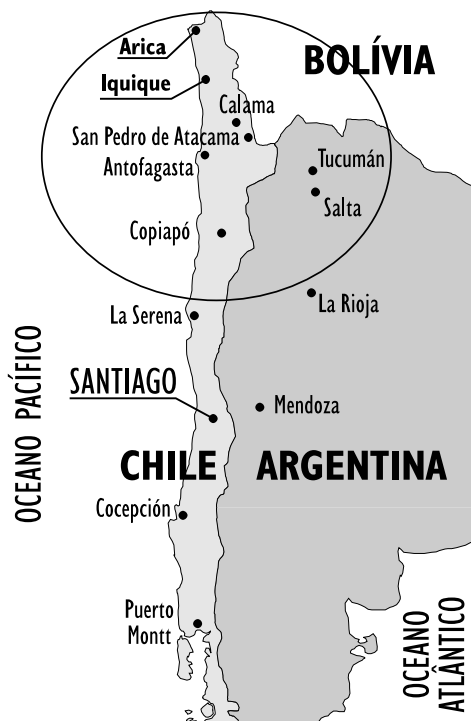 Arica
BOLÍVIA
Iquique
Calama
San Pedro de Atacama
Antofagasta
Tucumán
Salta
Copiapó
La Rioja
La Serena
OCEANO PACÍFICO
SANTIAGO
Mendoza
CHILE
ARGENTINA
Cocepción
Puerto
Montt
OCEANO
ATLÂNTICO